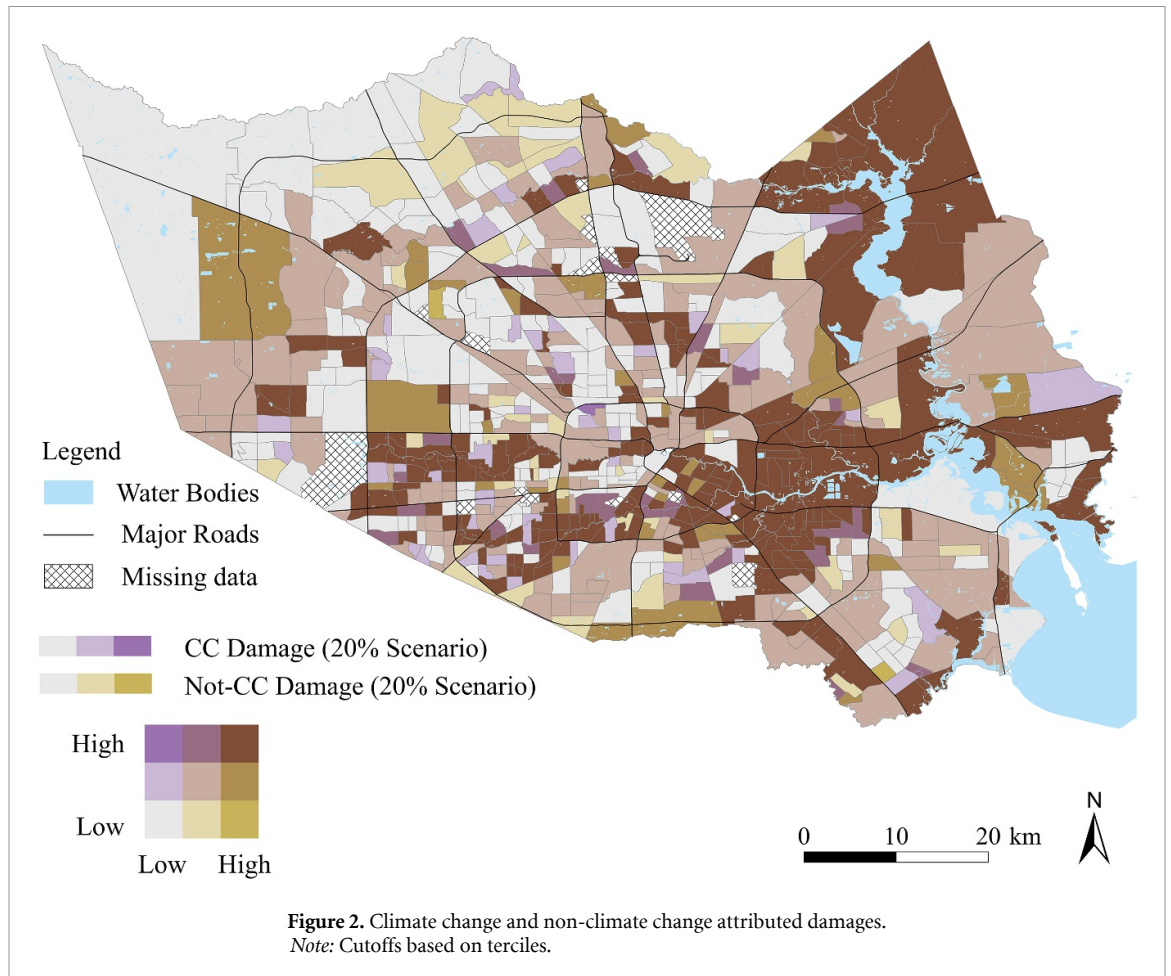 Legend
Water Bodies
Major Roads
Missing data
CC Damage (20% Scenario)
Not-CC Damage (20% Scenario)
High
Low
Low High
N
0 10 20 km
Figure 2. Climate change and non-climate change attributed damages.
Note: Cutoffs based on terciles.